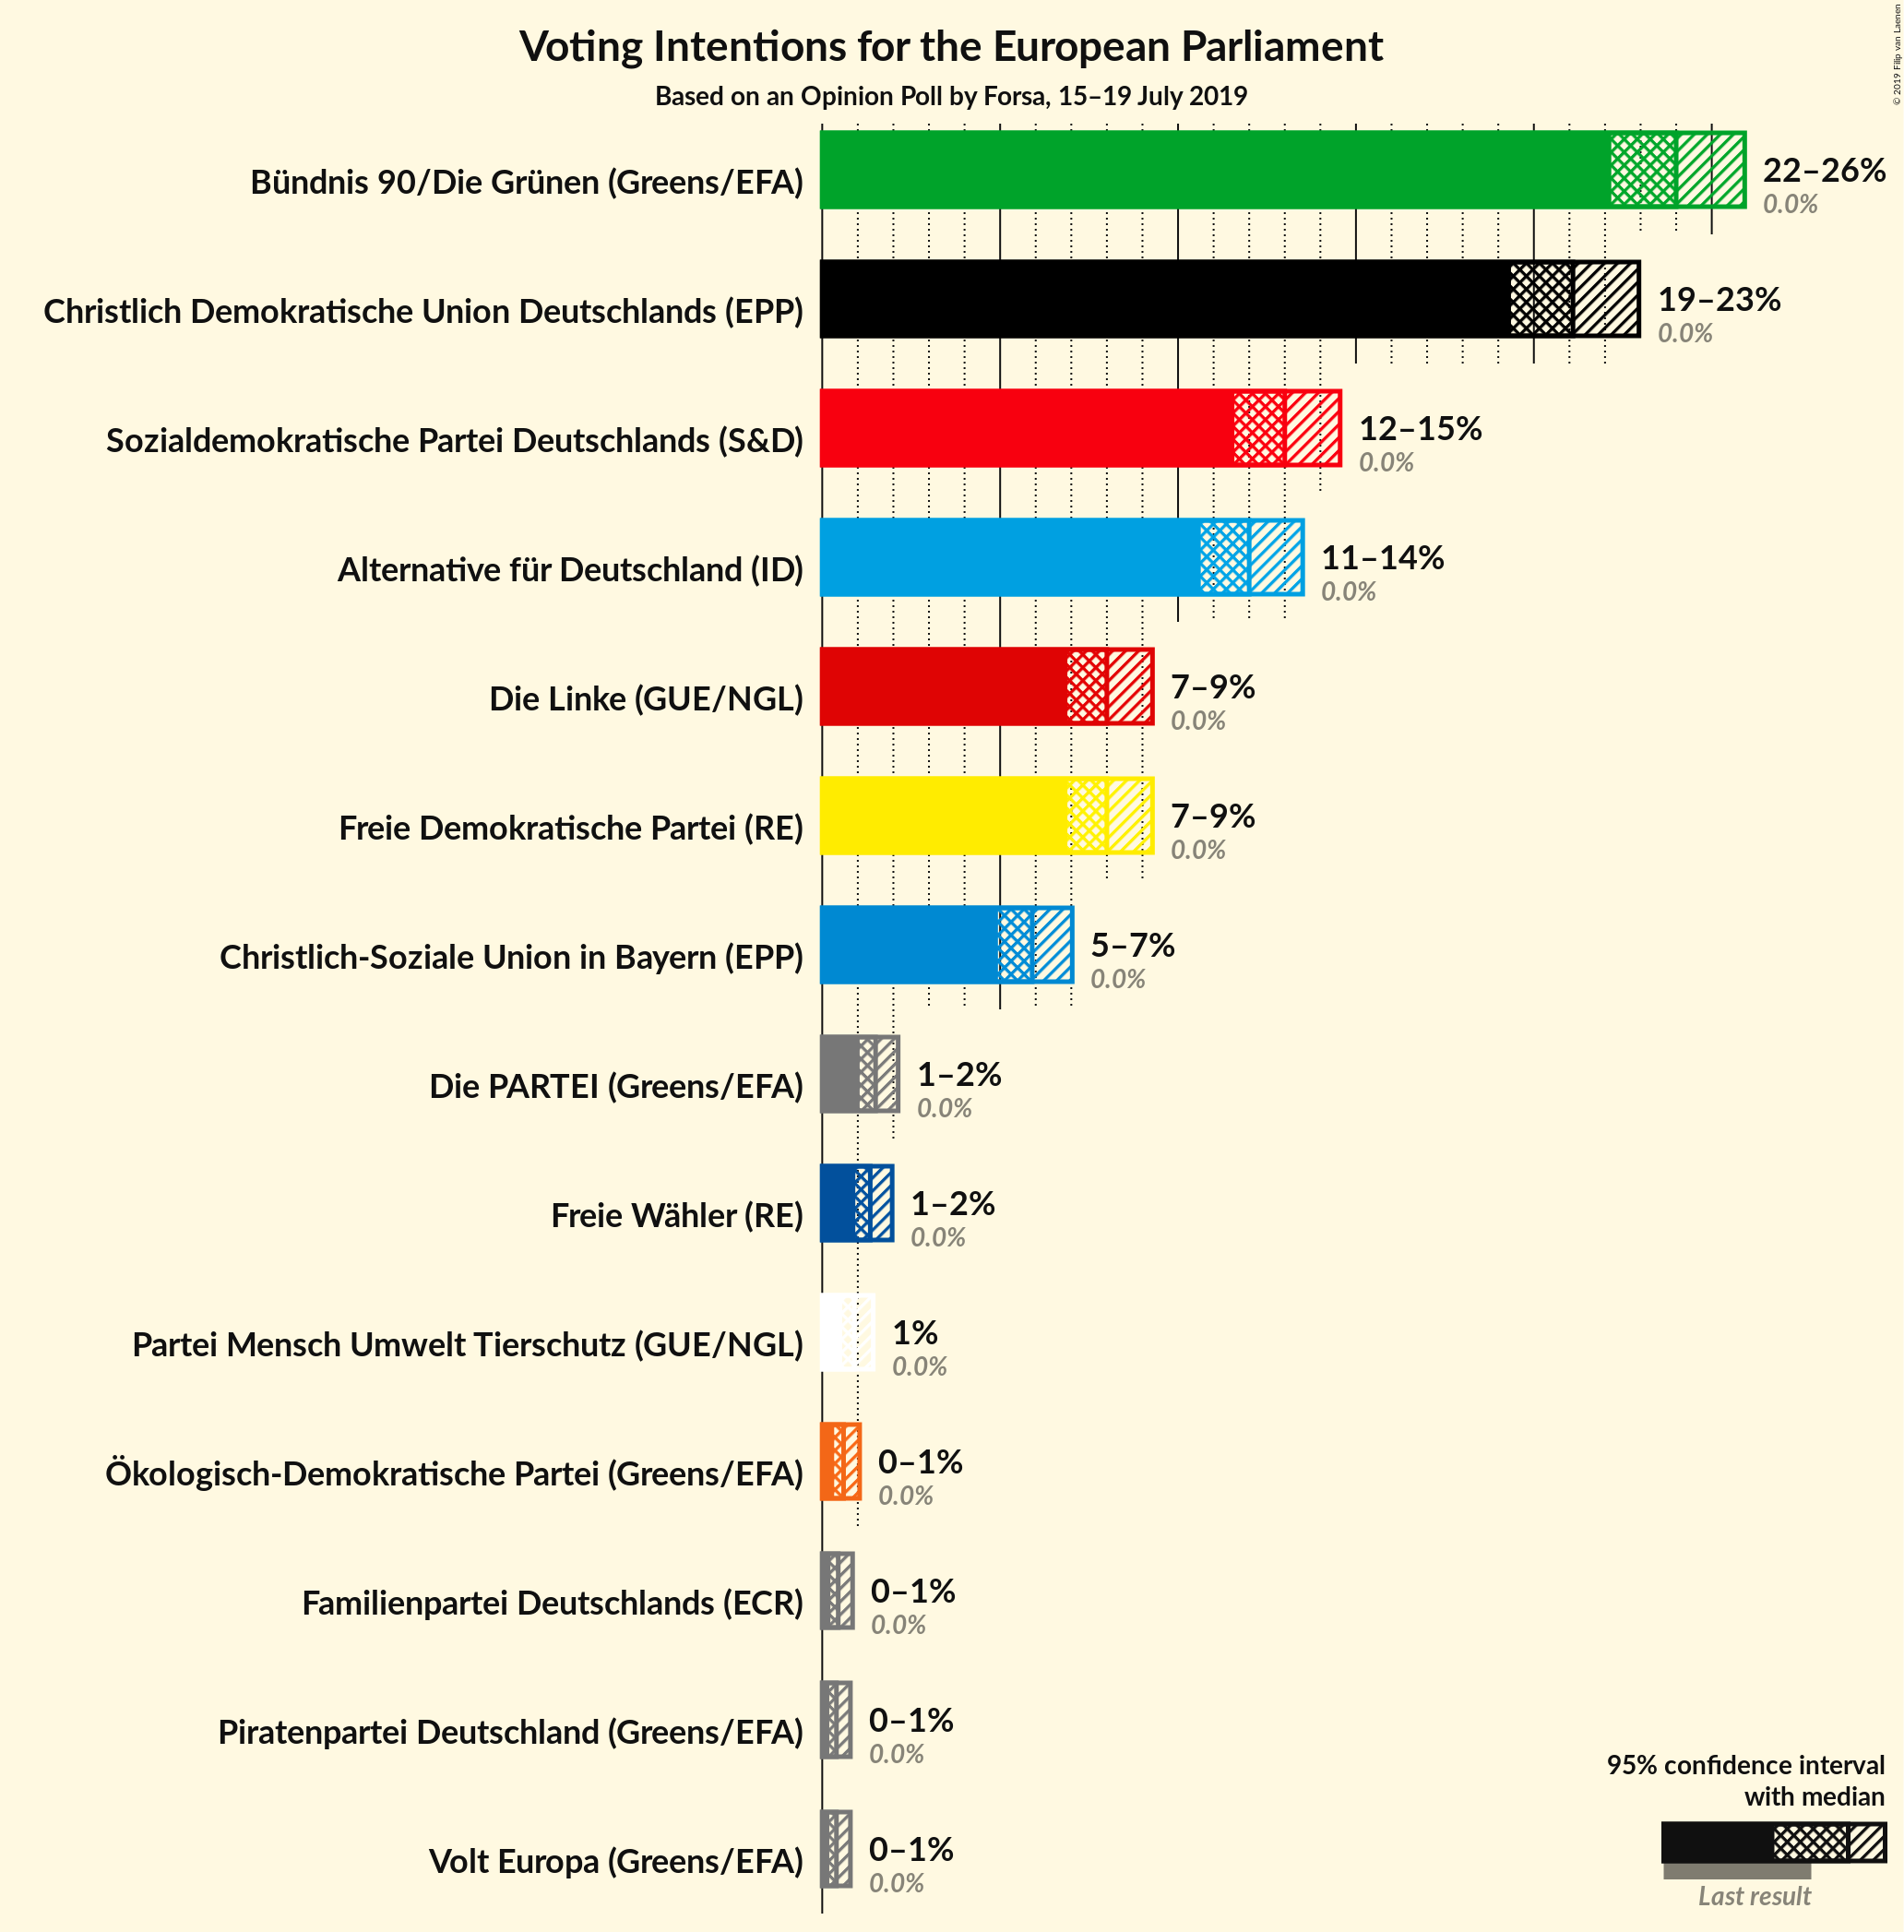 Voting Intentions for the European Parliament
Based on an Opinion Poll by Forsa, 15–19 July 2019
© 2019 Filip van Laenen
Bündnis 90/Die Grünen (Greens/EFA)
22–26%
0.0%
Christlich Demokratische Union Deutschlands (EPP)
19–23%
0.0%
Sozialdemokratische Partei Deutschlands (S&D)
12–15%
0.0%
Alternative für Deutschland (ID)
11–14%
0.0%
Die Linke (GUE/NGL)
7–9%
0.0%
Freie Demokratische Partei (RE)
7–9%
0.0%
Christlich-Soziale Union in Bayern (EPP)
5–7%
0.0%
Die PARTEI (Greens/EFA)
1–2%
0.0%
Freie Wähler (RE)
1–2%
0.0%
Partei Mensch Umwelt Tierschutz (GUE/NGL)
1%
0.0%
Ökologisch-Demokratische Partei (Greens/EFA)
0–1%
0.0%
Familienpartei Deutschlands (ECR)
0–1%
0.0%
Piratenpartei Deutschland (Greens/EFA)
0–1%
0.0%
Volt Europa (Greens/EFA)
0–1%
0.0%
95% confidence interval
with median
Last result